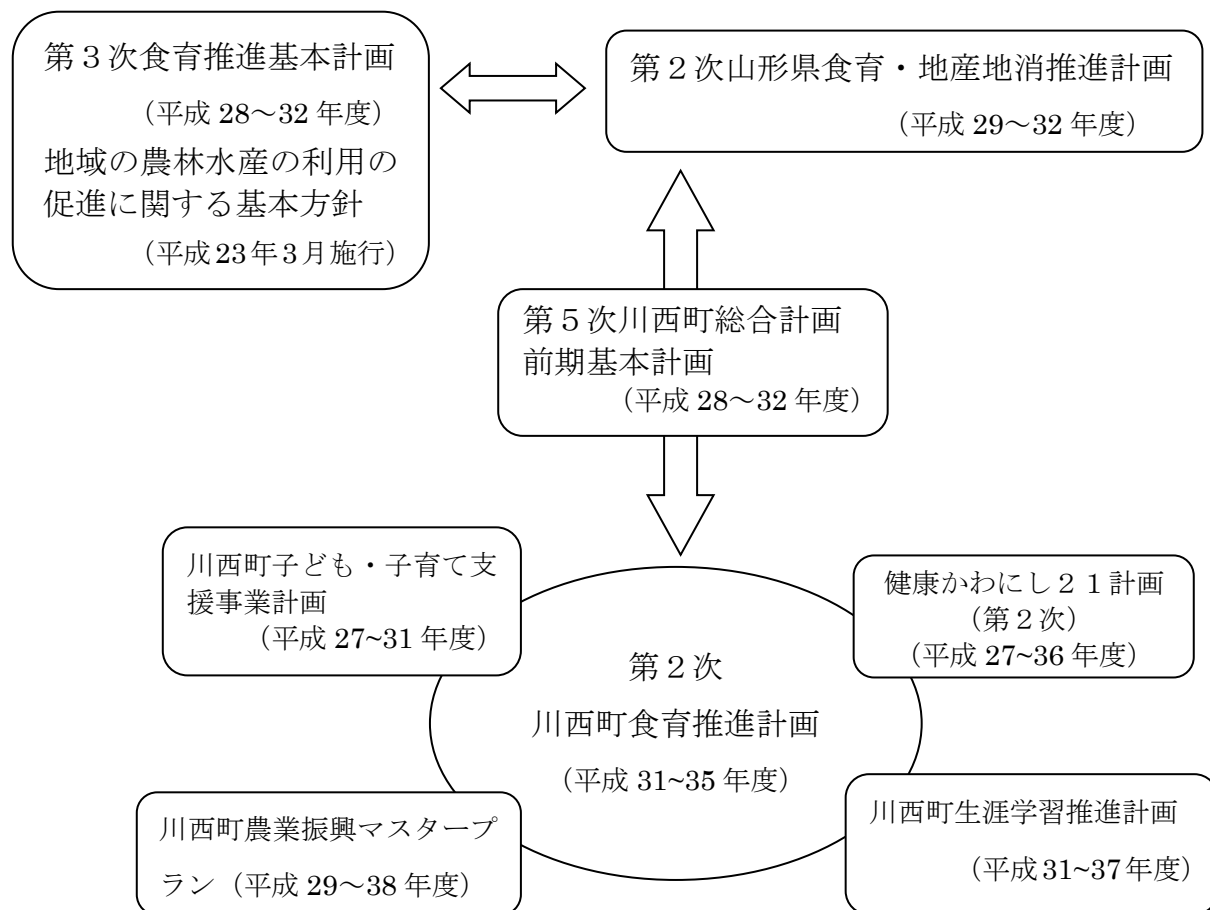 第３次食育推進基本計画
（平成 28～32 年度）
地域の農林水産の利用の
促進に関する基本方針
（平成 23 年３月施行）
第２次山形県食育・地産地消推進計画
（平成 29～32 年度）
第５次川西町総合計画
前期基本計画
（平成 28～32 年度）
川西町子ども・子育て支
援事業計画
（平成 27~31 年度）
健康かわにし２１計画
（第２次）
（平成 27~36 年度）
第２次
川西町食育推進計画
（平成 31~35 年度）
川西町農業振興マスタープ
ラン（平成 29～38 年度）
川西町生涯学習推進計画
（平成 31~37 年度）